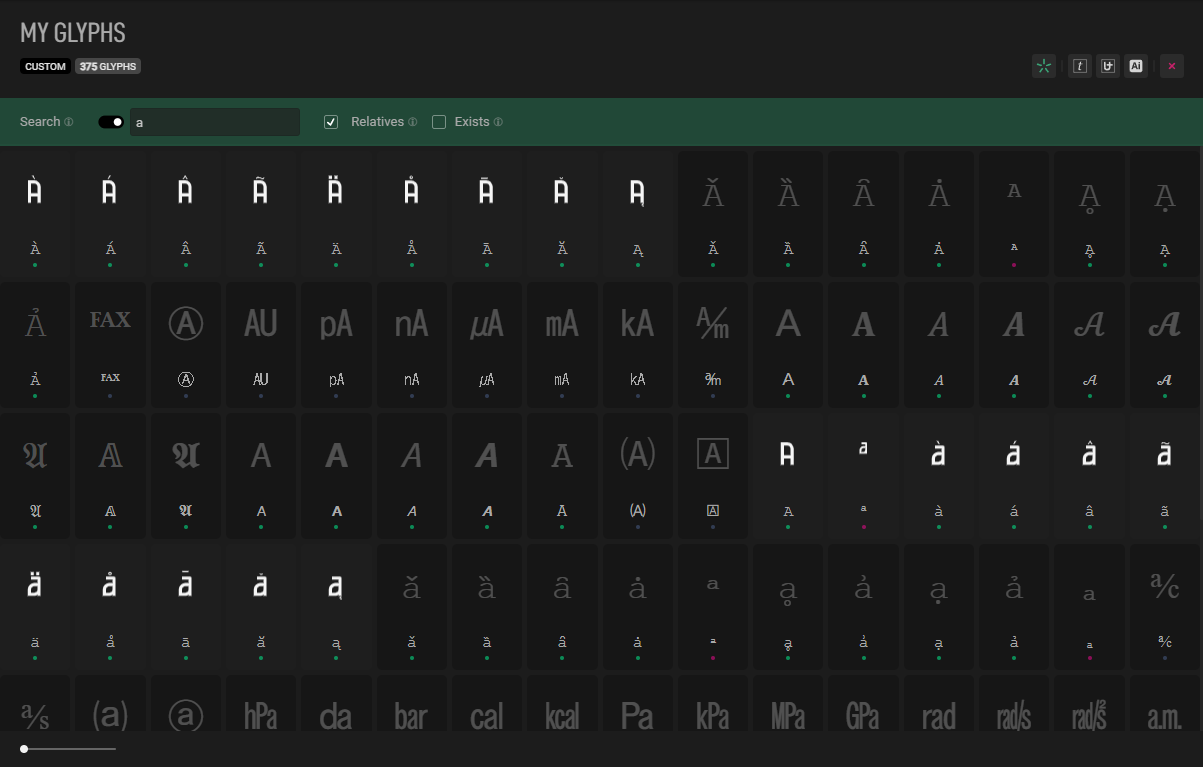 MY GLYPHS
CUSTOM 375 GLYPHS
t Ai ×
Search a Relatives Exists
À Á Â Ã Ä Å Ā Ă Ą Ǎ Ȁ Ȃ Ȧ ᴬ Ḁ Ạ
À Á Â Ã Ä Å Ā Ă Ą Ǎ Ȁ Ȃ Ȧ ᴬ Ḁ Ạ
Ả FAX Ⓐ AU pA nA μA mA kA A/m A A A A A A
Ả FAX Ⓐ AU pA nA μA mA kA a/m A A A A A A
𝔄 𝔸 𝕬 A A A A A (A) A A a à á â ã
𝔄 𝔸 𝕬 A A A A A (A) A A a à á â ã
ä å ā ă ą ǎ ȁ ȃ ȧ ª ḁ ả ạ ả ₐ a/c
ä å ā ă ą ǎ ȁ ȃ ȧ ª ḁ ả ạ ả ₐ a/c
a/s (a) ⓐ hPa da bar cal kcal Pa kPa MPa GPa rad rad/s rad/s² a.m.